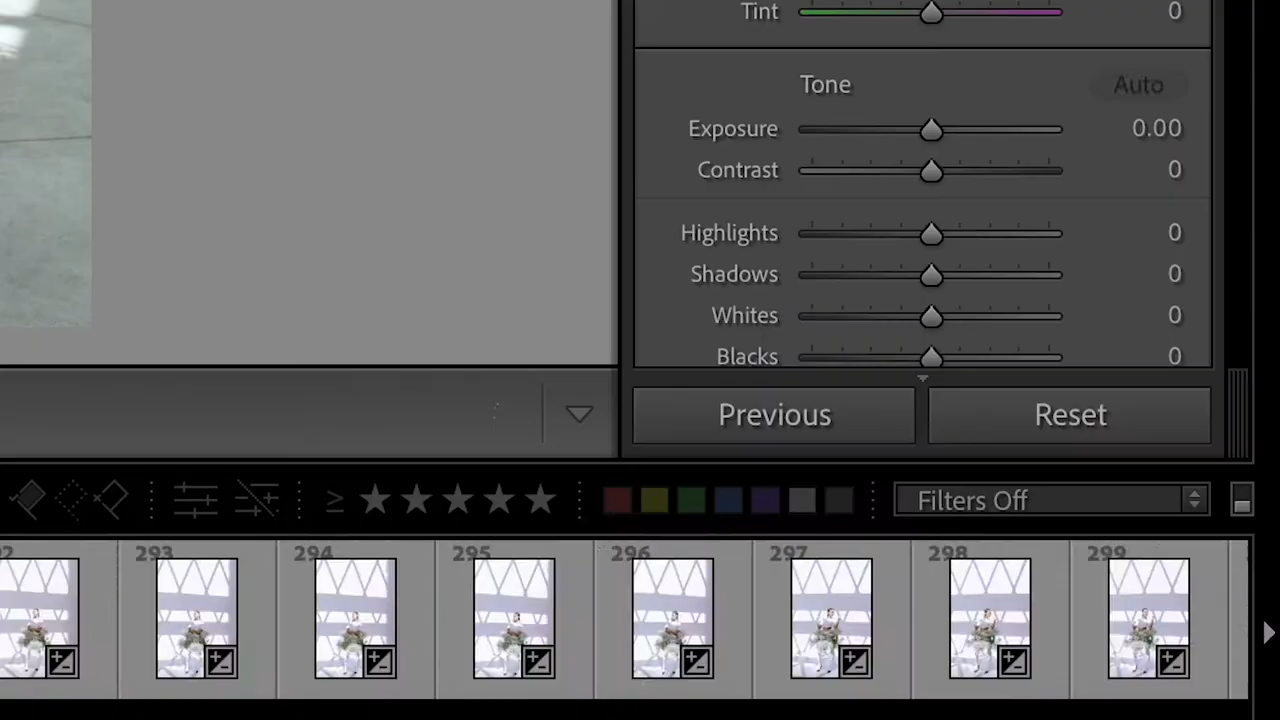 Tint 0
Tone Auto
Exposure 0.00
Contrast 0
Highlights 0
Shadows 0
Whites 0
Blacks 0
Previous Reset
≥ Filters Off
2 293 294 295 296 297 298 299